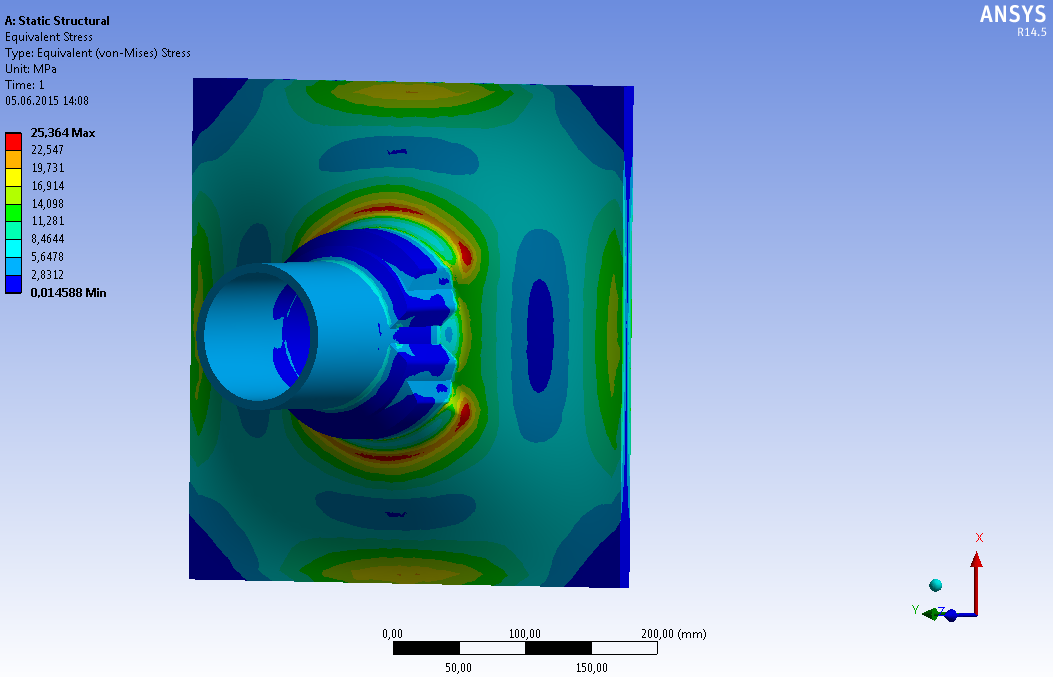 A: Static Structural
Equivalent Stress
Type: Equivalent (von-Mises) Stress
Unit: MPa
Time: 1
05.06.2015 14:08
25,364 Max
22,547
19,731
16,914
14,098
11,281
8,4644
5,6478
2,8312
0,014588 Min
ANSYS
R14.5
0,00 100,00 200,00 (mm)
50,00 150,00
X
Y Z